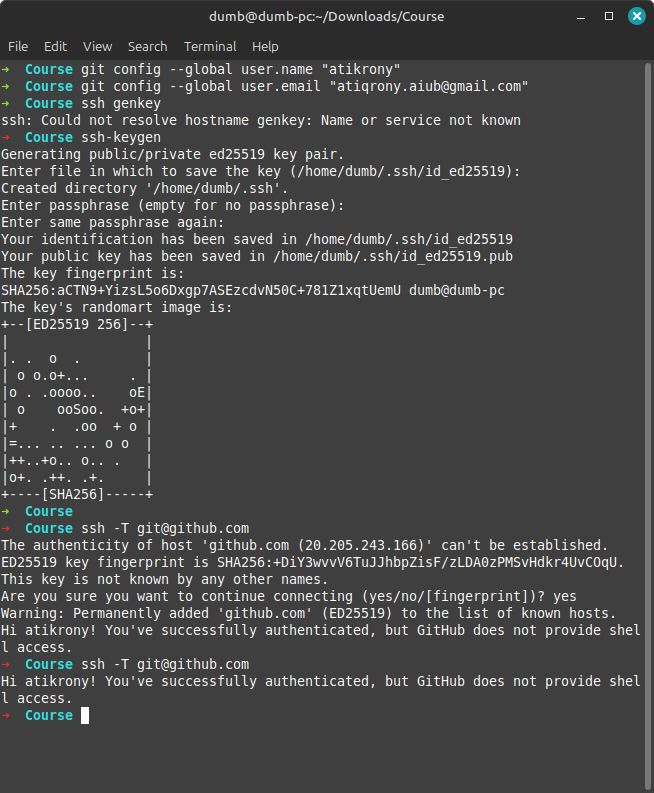 dumb@dumb-pc:~/Downloads/Course
File Edit View Search Terminal Help
➜  Course git config --global user.name "atikrony"
➜  Course git config --global user.email "atiqrony.aiub@gmail.com"
➜  Course ssh genkey
ssh: Could not resolve hostname genkey: Name or service not known
➜  Course ssh-keygen
Generating public/private ed25519 key pair.
Enter file in which to save the key (/home/dumb/.ssh/id_ed25519):
Created directory '/home/dumb/.ssh'.
Enter passphrase (empty for no passphrase):
Enter same passphrase again:
Your identification has been saved in /home/dumb/.ssh/id_ed25519
Your public key has been saved in /home/dumb/.ssh/id_ed25519.pub
The key fingerprint is:
SHA256:aCTN9+YizsL5o6Dxgp7ASEzcdvN50C+781Z1xqtUemU dumb@dumb-pc
The key's randomart image is:
+--[ED25519 256]--+
|                 |
|. .  o  .        |
| o o.o+...     . |
|o . .oooo..    oE|
| o    ooSoo.  +o+|
|+    .  .oo  + o |
|=... .. ... o o  |
|++..+o.. o.. .   |
|o+. .++. .+.     |
+----[SHA256]-----+
➜  Course
➜  Course ssh -T git@github.com
The authenticity of host 'github.com (20.205.243.166)' can't be established.
ED25519 key fingerprint is SHA256:+DiY3wvvV6TuJJhbpZisF/zLDA0zPMSvHdkr4UvCOqU.
This key is not known by any other names.
Are you sure you want to continue connecting (yes/no/[fingerprint])? yes
Warning: Permanently added 'github.com' (ED25519) to the list of known hosts.
Hi atikrony! You've successfully authenticated, but GitHub does not provide shel
l access.
➜  Course ssh -T git@github.com
Hi atikrony! You've successfully authenticated, but GitHub does not provide shel
l access.
➜  Course